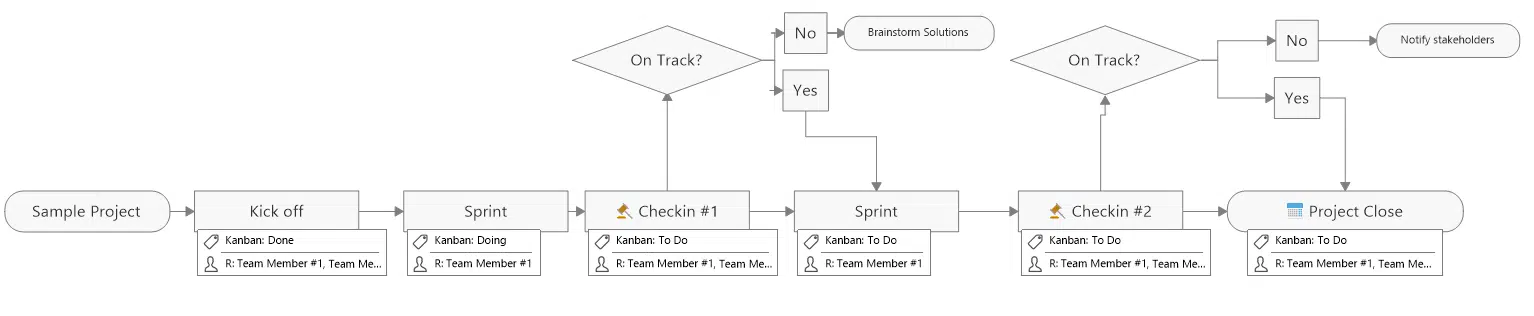 No
Brainstorm Solutions
On Track?
Yes
No
Notify stakeholders
On Track?
Yes
Sample Project
Kick off
Kanban: Done
R: Team Member #1, Team Me...
Sprint
Kanban: Doing
R: Team Member #1
Checkin #1
Kanban: To Do
R: Team Member #1, Team Me...
Sprint
Kanban: To Do
R: Team Member #1
Checkin #2
Kanban: To Do
R: Team Member #1, Team Me...
Project Close
Kanban: To Do
R: Team Member #1, Team Me...